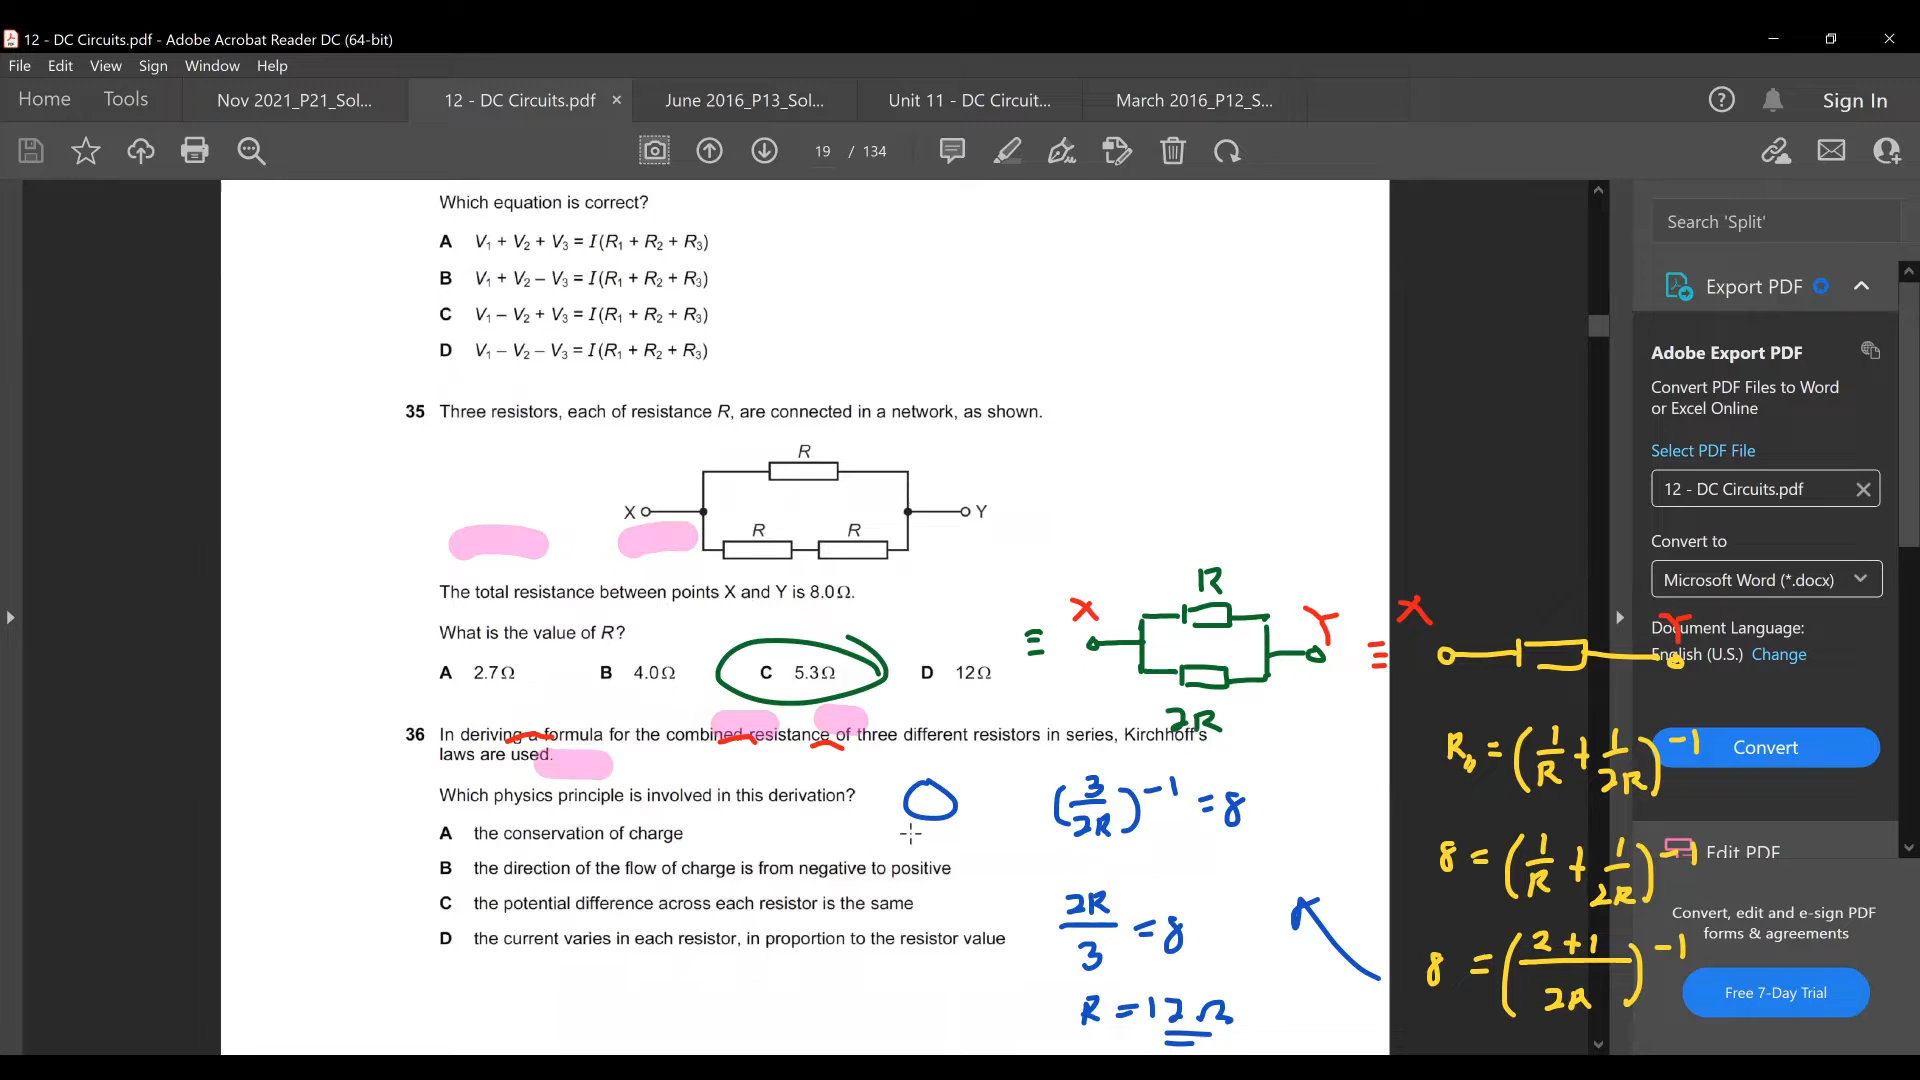 12 - DC Circuits.pdf - Adobe Acrobat Reader DC (64-bit)
File Edit View Sign Window Help
Home Tools Nov 2021_P21_Sol... 12 - DC Circuits.pdf × June 2016_P13_Sol... Unit 11 - DC Circuit... March 2016_P12_S... Sign In
19 / 134
Which equation is correct?
A V₁ + V₂ + V₃ = I(R₁ + R₂ + R₃)
B V₁ + V₂ – V₃ = I(R₁ + R₂ + R₃)
C V₁ – V₂ + V₃ = I(R₁ + R₂ + R₃)
D V₁ – V₂ – V₃ = I(R₁ + R₂ + R₃)
35 Three resistors, each of resistance R, are connected in a network, as shown.
R
X Y
R R
The total resistance between points X and Y is 8.0Ω.
What is the value of R?
A 2.7Ω B 4.0Ω C 5.3Ω D 12Ω
36 In deriving a formula for the combined resistance of three different resistors in series, Kirchhoff's
laws are used.
Which physics principle is involved in this derivation?
A the conservation of charge
B the direction of the flow of charge is from negative to positive
C the potential difference across each resistor is the same
D the current varies in each resistor, in proportion to the resistor value
≡ X R Y
2R
≡ X Y
(3/2R)⁻¹ = 8
2R/3 = 8
R = 12 Ω
= (1/R + 1/2R)⁻¹
8 = (1/R + 1/2R)⁻¹
8 = (2+1/2R)⁻¹
Search 'Split'
Export PDF
Adobe Export PDF
Convert PDF Files to Word
or Excel Online
Select PDF File
12 - DC Circuits.pdf
Convert to
Microsoft Word (*.docx)
Document Language:
English (U.S.) Change
Convert
Edit PDF
Convert, edit and e-sign PDF
forms & agreements
Free 7-Day Trial